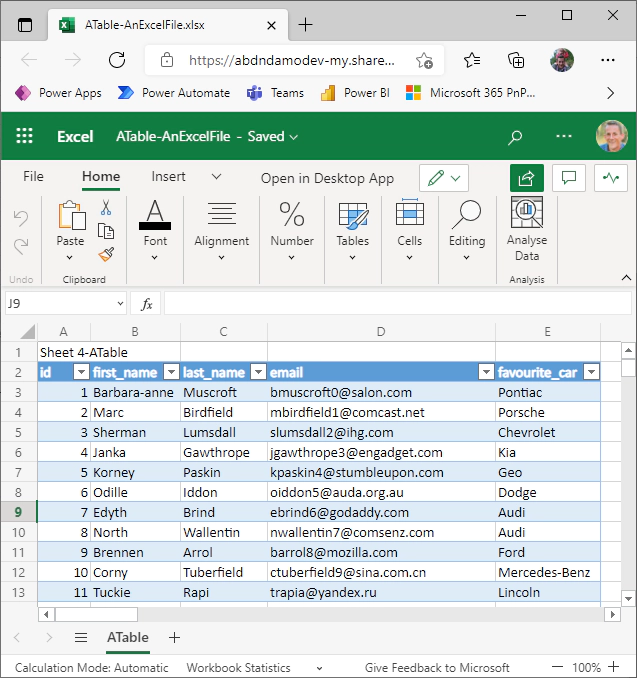 ATable-AnExcelFile.xlsx
https://abdndamodev-my.share...
Power Apps Power Automate Teams Power BI Microsoft 365 PnP...
Excel ATable-AnExcelFile - Saved
File Home Insert Open in Desktop App
Paste Font Alignment Number Tables Cells Editing Analyse Data
Undo Clipboard Analysis
J9 fx
A B C D E
1 Sheet 4-ATable
2 id first_name last_name email favourite_car
3 1 Barbara-anne Muscroft bmuscroft0@salon.com Pontiac
4 2 Marc Birdfield mbirdfield1@comcast.net Porsche
5 3 Sherman Lumsdall slumsdall2@ihg.com Chevrolet
6 4 Janka Gawthrope jgawthrope3@engadget.com Kia
7 5 Korney Paskin kpaskin4@stumbleupon.com Geo
8 6 Odille Iddon oiddon5@auda.org.au Dodge
9 7 Edyth Brind ebrind6@godaddy.com Audi
10 8 North Wallentin nwallentin7@comsenz.com Audi
11 9 Brennen Arrol barrol8@mozilla.com Ford
12 10 Corny Tuberfield ctuberfield9@sina.com.cn Mercedes-Benz
13 11 Tuckie Rapi trapia@yandex.ru Lincoln
ATable
Calculation Mode: Automatic Workbook Statistics Give Feedback to Microsoft 100%